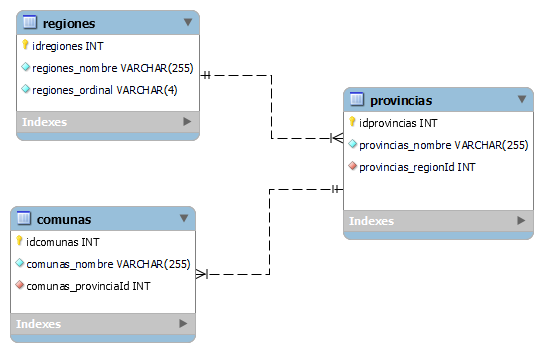 regiones
idregiones INT
regiones_nombre VARCHAR(255)
regiones_ordinal VARCHAR(4)
Indexes
provincias
idprovincias INT
provincias_nombre VARCHAR(255)
provincias_regionId INT
Indexes
comunas
idcomunas INT
comunas_nombre VARCHAR(255)
comunas_provinciaId INT
Indexes